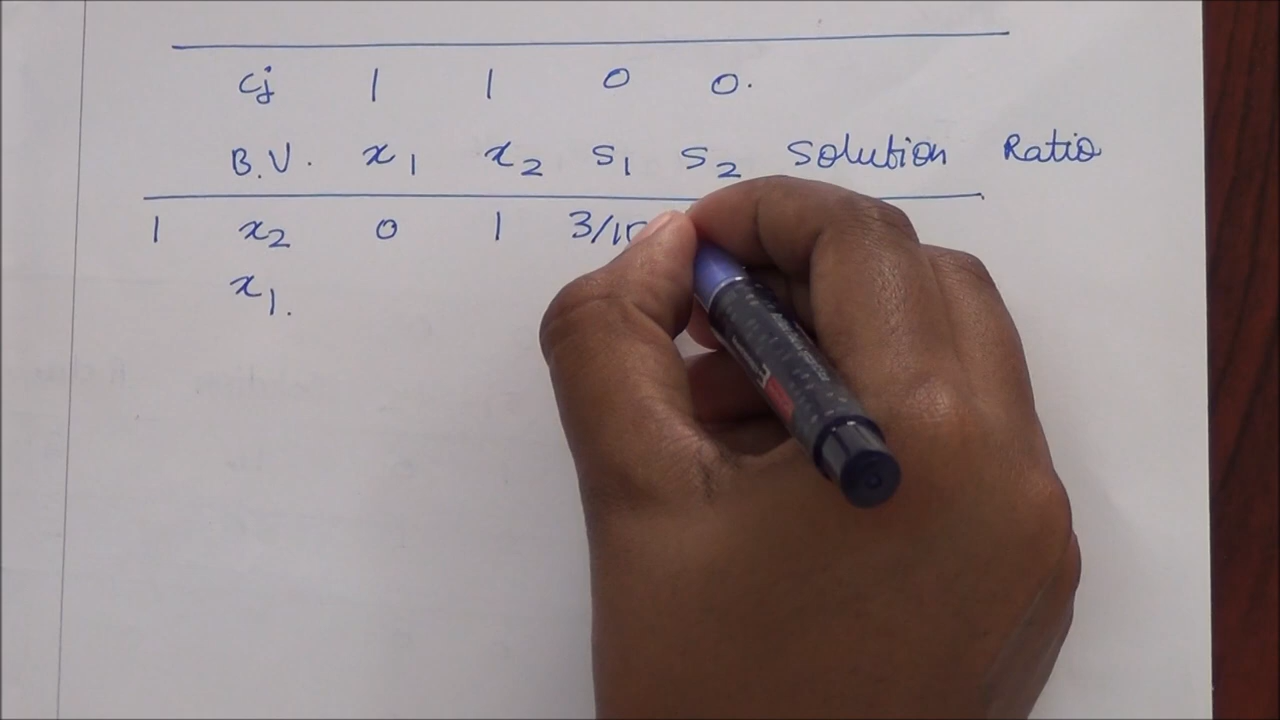 Cj 1 1 0 0.
B.V. x1 x2 S1 S2 Solution Ratio
1 x2 0 1 3/10
x1.